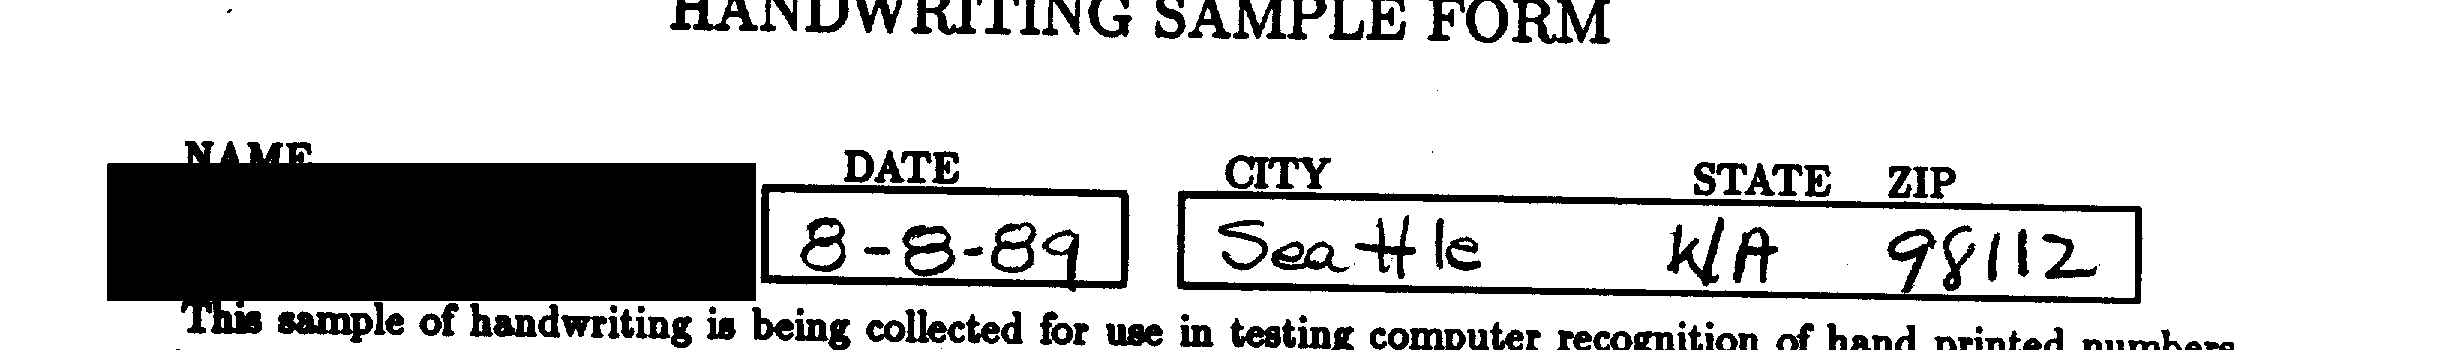 HANDWRITING SAMPLE FORM
NAME DATE CITY STATE ZIP
8-8-89 Seattle WA 98112
This sample of handwriting is being collected for use in testing computer recognition of hand printed numbers